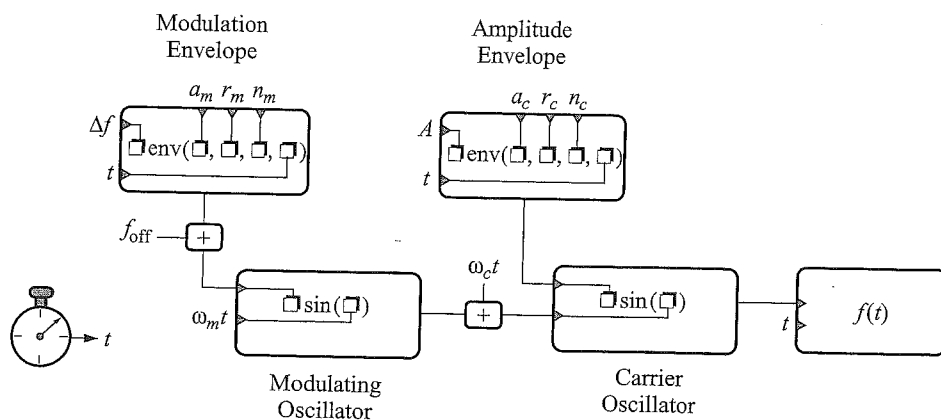 Modulation
Envelope
Amplitude
Envelope
a_m r_m n_m
a_c r_c n_c
Δf
env( , , , )
t
A
env( , , , )
t
f_off
+
ω_c t
+
sin( )
ω_m t
sin( )
f(t)
t
t
Modulating
Oscillator
Carrier
Oscillator